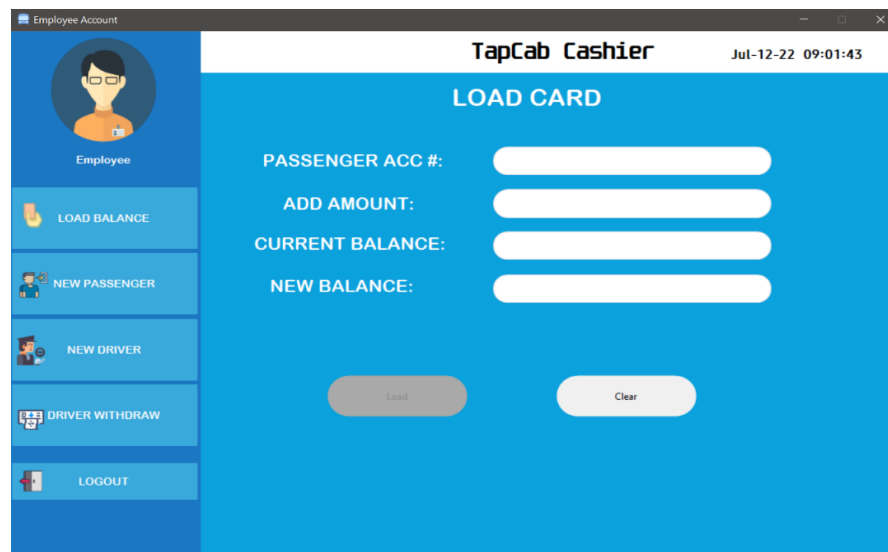 Employee Account
TapCab Cashier
Jul-12-22 09:01:43
Employee
LOAD BALANCE
NEW PASSENGER
NEW DRIVER
DRIVER WITHDRAW
LOGOUT
LOAD CARD
PASSENGER ACC #:
ADD AMOUNT:
CURRENT BALANCE:
NEW BALANCE:
Load
Clear